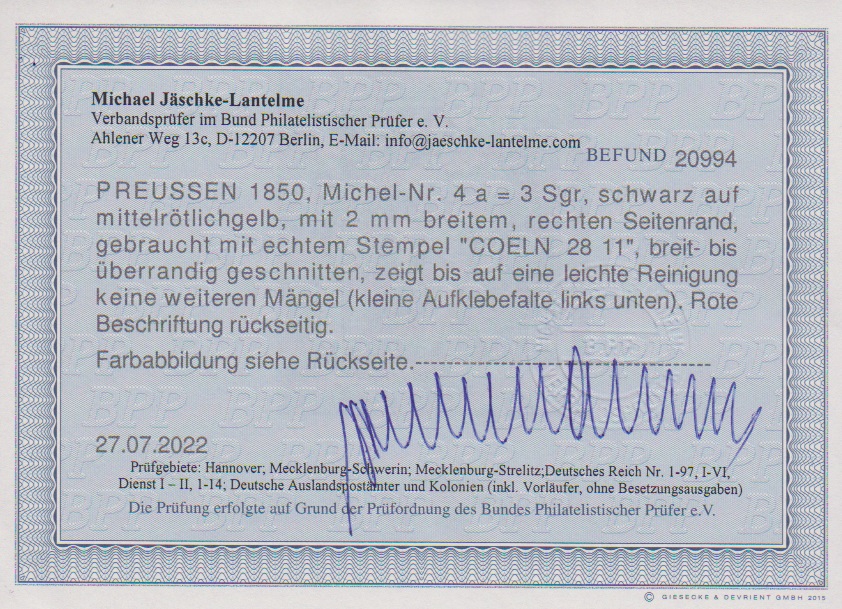 Michael Jäschke-Lantelme
Verbandsprüfer im Bund Philatelistischer Prüfer e. V.
Ahlener Weg 13c, D-12207 Berlin, E-Mail: info@jaeschke-lantelme.com
BEFUND 20994
PREUSSEN 1850, Michel-Nr. 4 a = 3 Sgr, schwarz auf
mittelrötlichgelb, mit 2 mm breitem, rechten Seitenrand,
gebraucht mit echtem Stempel "COELN 28 11", breit- bis
überrandig geschnitten, zeigt bis auf eine leichte Reinigung
keine weiteren Mängel (kleine Aufklebefalte links unten). Rote
Beschriftung rückseitig.
Farbabbildung siehe Rückseite.------------------------------------
27.07.2022
Prüfgebiete: Hannover; Mecklenburg-Schwerin; Mecklenburg-Strelitz;Deutsches Reich Nr. 1-97, I-VI,
Dienst I – II, 1-14; Deutsche Auslandspostämter und Kolonien (inkl. Vorläufer, ohne Besetzungsausgaben)
Die Prüfung erfolgte auf Grund der Prüfordnung des Bundes Philatelistischer Prüfer e.V.
© GIESECKE & DEVRIENT GMBH 2015